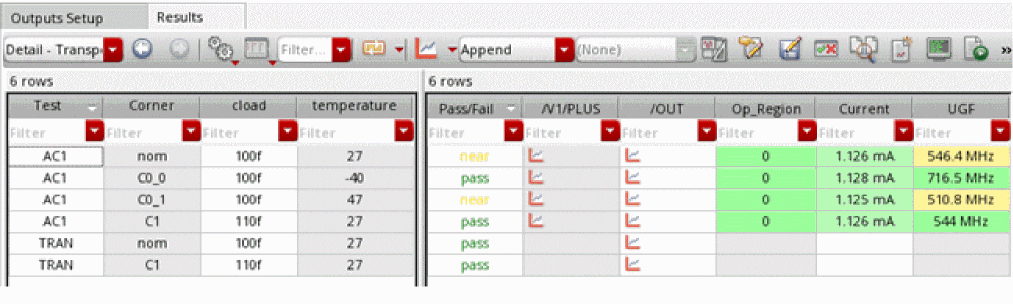 Outputs Setup Results
Detail - Transp Filter... Append (None) »
6 rows 6 rows
Test Corner cload temperature Pass/Fail /V1/PLUS /OUT Op_Region Current UGF
Filter Filter Filter Filter Filter Filter Filter Filter Filter Filter
AC1 nom 100f 27 near 0 1.126 mA 546.4 MHz
AC1 C0_0 100f -40 pass 0 1.128 mA 716.5 MHz
AC1 C0_1 100f 47 near 0 1.125 mA 510.8 MHz
AC1 C1 110f 27 pass 0 1.126 mA 544 MHz
TRAN nom 100f 27 pass
TRAN C1 110f 27 pass